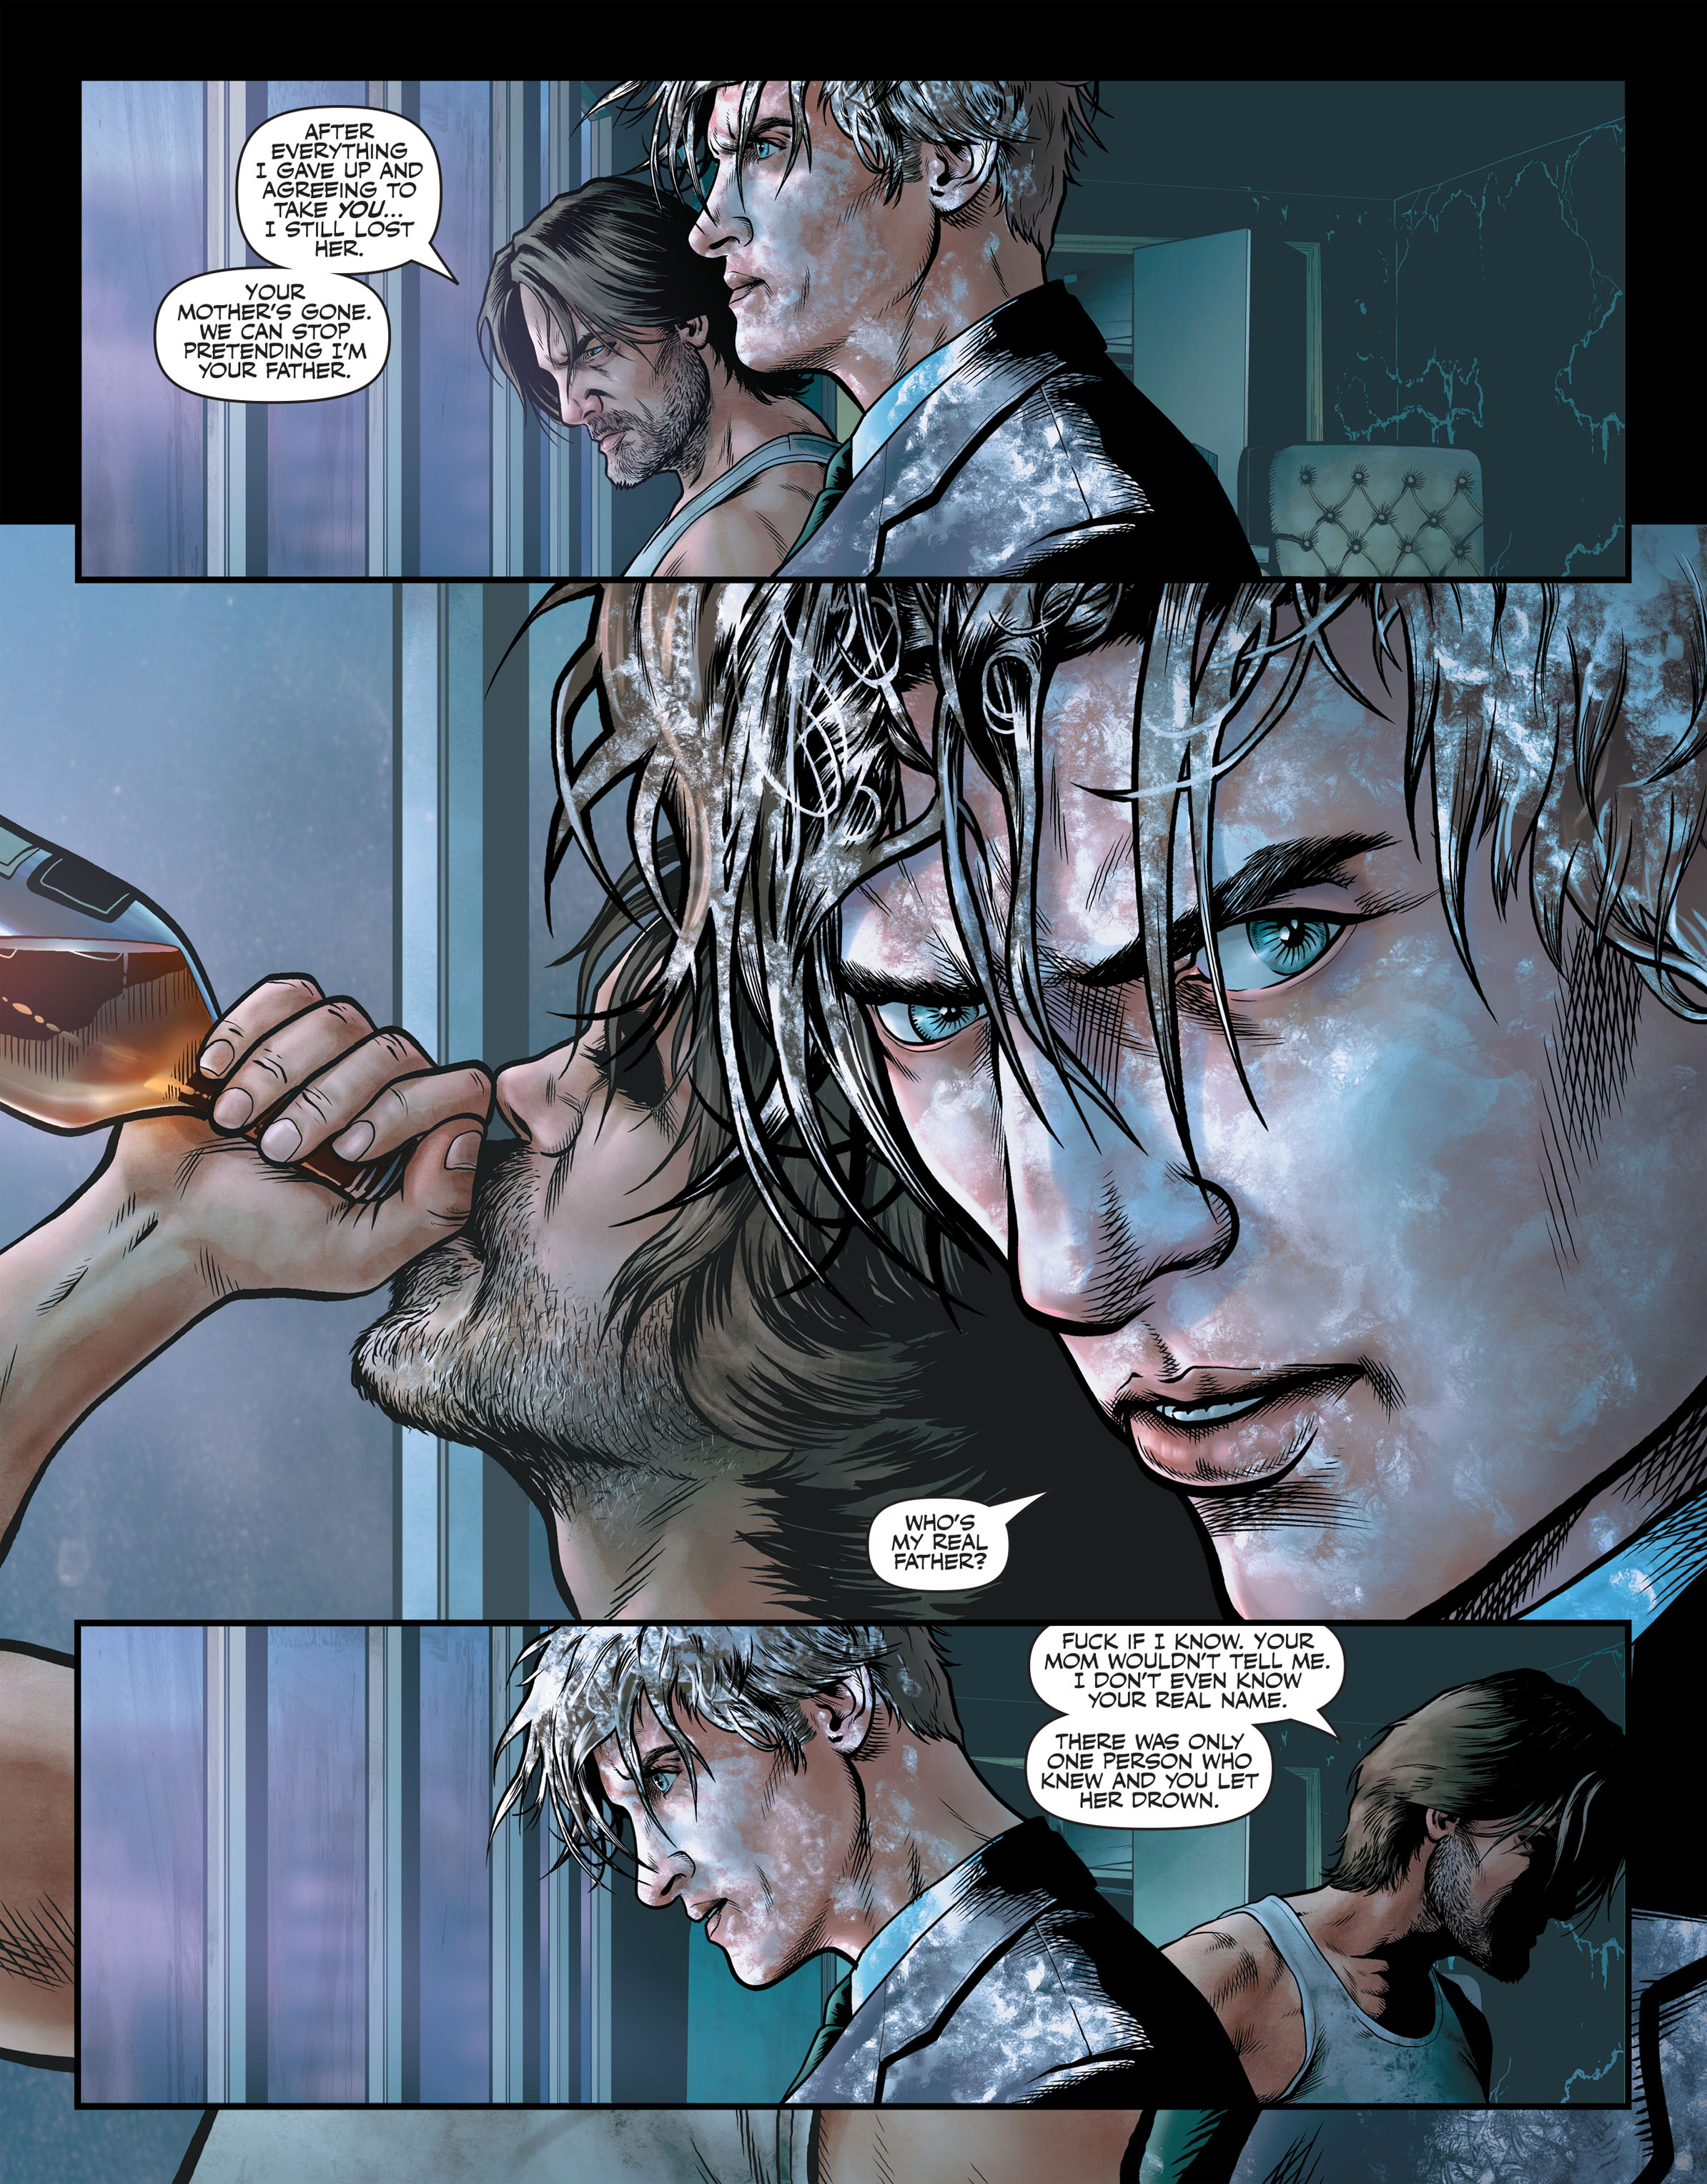 AFTER
EVERYTHING
I GAVE UP AND
AGREEING TO
TAKE YOU...
I STILL LOST
HER.
YOUR
MOTHER'S GONE.
WE CAN STOP
PRETENDING I'M
YOUR FATHER.
WHO'S
MY REAL
FATHER?
FUCK IF I KNOW. YOUR
MOM WOULDN'T TELL ME.
I DON'T EVEN KNOW
YOUR REAL NAME.
THERE WAS ONLY
ONE PERSON WHO
KNEW AND YOU LET
HER DROWN.